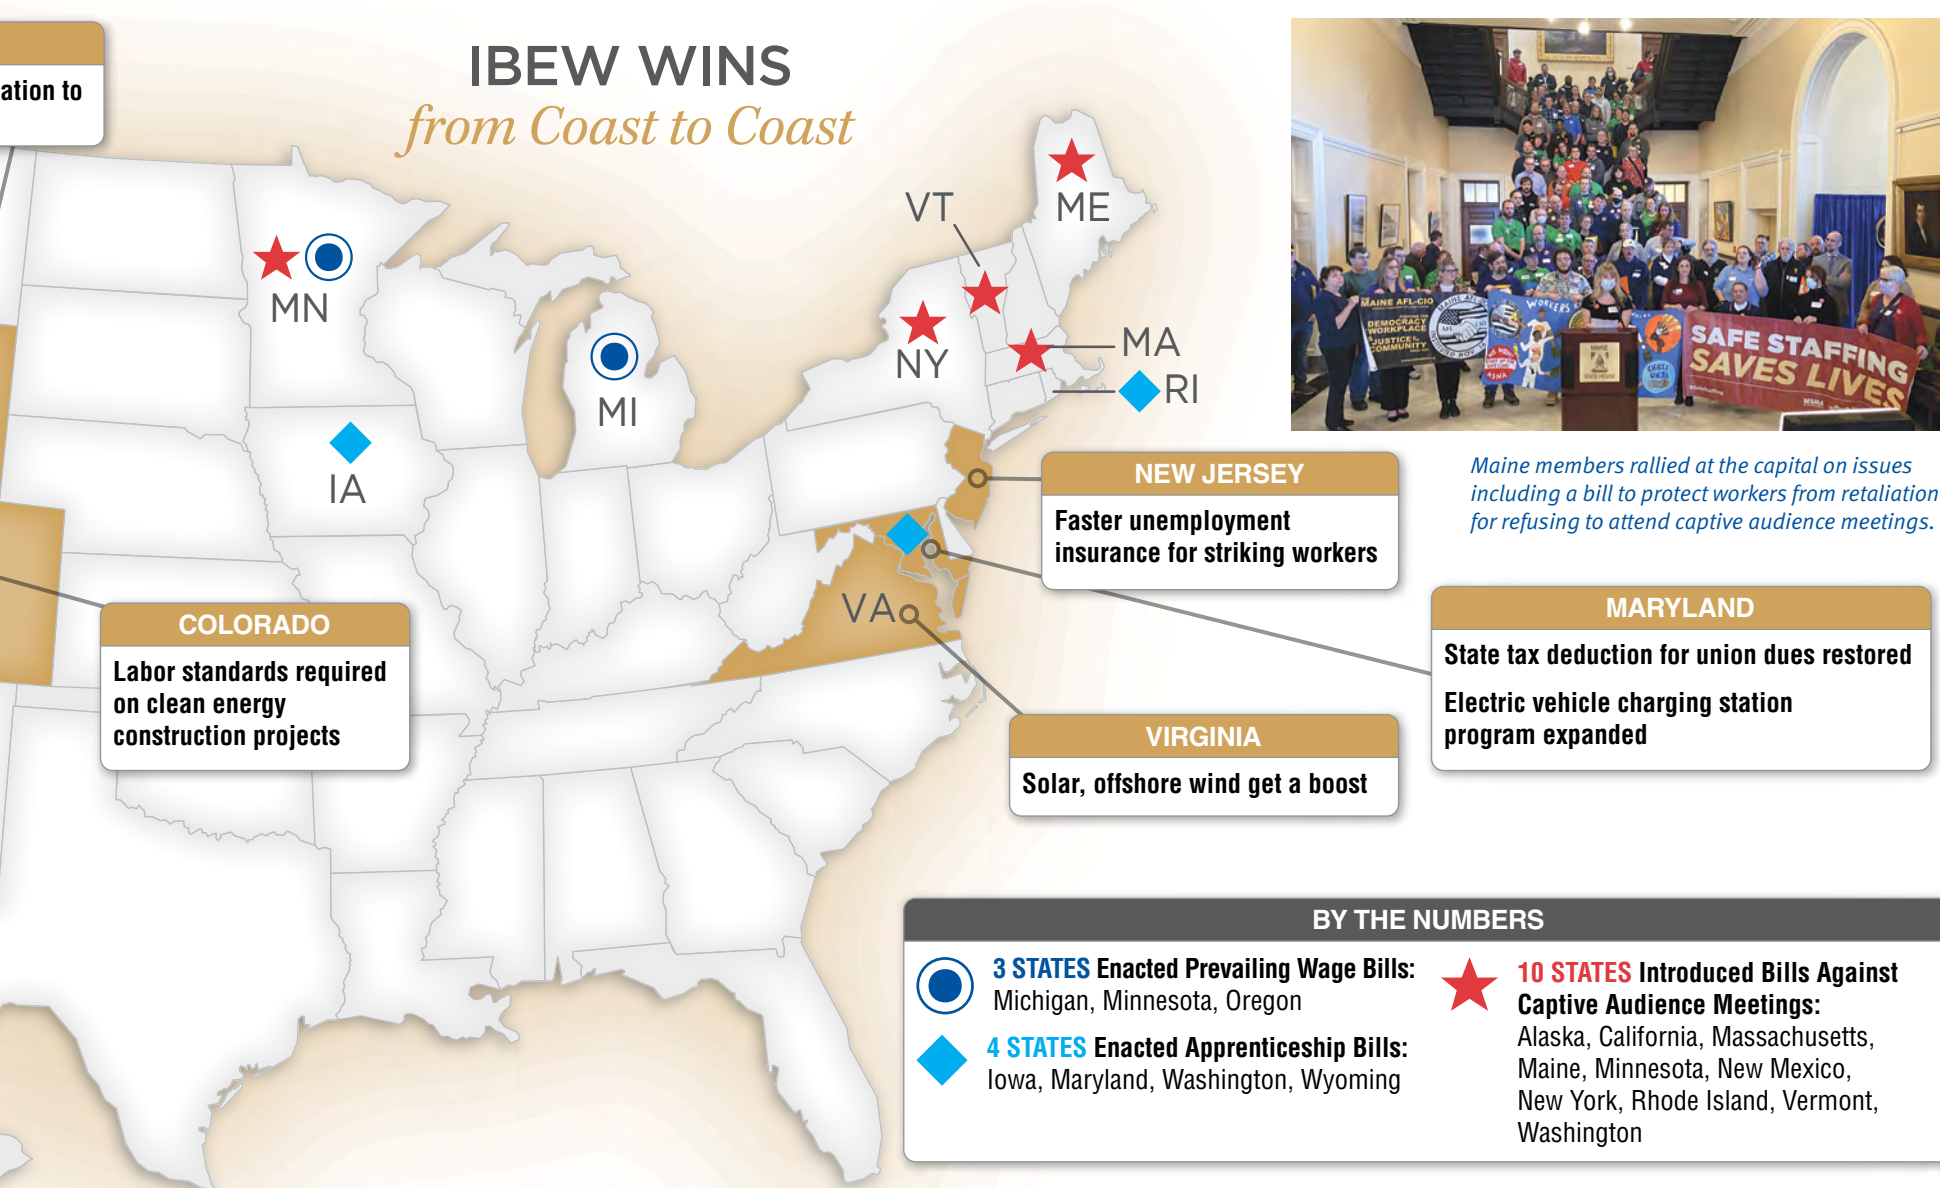 ation to
IBEW WINS
from Coast to Coast
VT
ME
MN
NY
MA
RI
MI
IA
VA
MAINE AFL-CIO
DEMOCRACY
WORKPLACE
JUSTICE
COMMUNITY
WORKERS
MAINE
STATE HOUSE
SAFE STAFFING
SAVES LIVES
Maine members rallied at the capital on issues
including a bill to protect workers from retaliation
for refusing to attend captive audience meetings.
NEW JERSEY
Faster unemployment
insurance for striking workers
COLORADO
Labor standards required
on clean energy
construction projects
MARYLAND
State tax deduction for union dues restored
Electric vehicle charging station
program expanded
VIRGINIA
Solar, offshore wind get a boost
BY THE NUMBERS
3 STATES Enacted Prevailing Wage Bills:
Michigan, Minnesota, Oregon
4 STATES Enacted Apprenticeship Bills:
Iowa, Maryland, Washington, Wyoming
10 STATES Introduced Bills Against
Captive Audience Meetings:
Alaska, California, Massachusetts,
Maine, Minnesota, New Mexico,
New York, Rhode Island, Vermont,
Washington